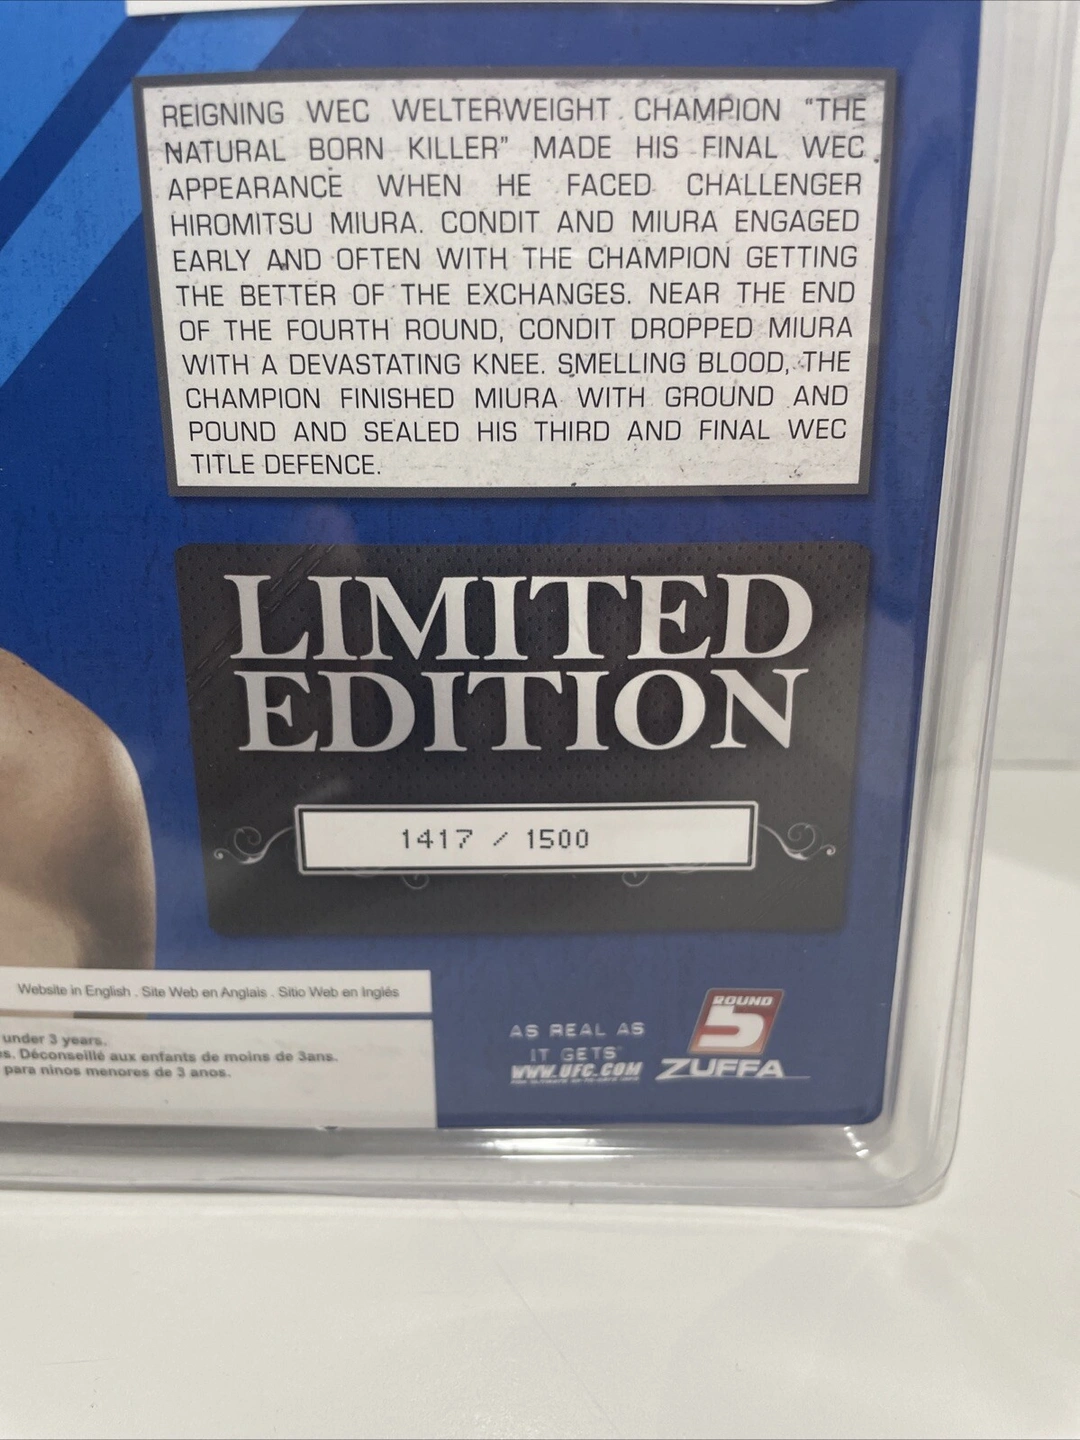 REIGNING WEC WELTERWEIGHT CHAMPION "THE
NATURAL BORN KILLER" MADE HIS FINAL WEC
APPEARANCE WHEN HE FACED CHALLENGER
HIROMITSU MIURA. CONDIT AND MIURA ENGAGED
EARLY AND OFTEN WITH THE CHAMPION GETTING
THE BETTER OF THE EXCHANGES. NEAR THE END
OF THE FOURTH ROUND, CONDIT DROPPED MIURA
WITH A DEVASTATING KNEE. SMELLING BLOOD, THE
CHAMPION FINISHED MIURA WITH GROUND AND
POUND AND SEALED HIS THIRD AND FINAL WEC
TITLE DEFENCE.
LIMITED
EDITION
1417 / 1500
Website in English . Site Web en Anglais . Sitio Web en Inglés
under 3 years.
Déconseillé aux enfants de moins de 3ans.
para ninos menores de 3 anos.
AS REAL AS
IT GETS
WWW.UFC.COM
ROUND
5
ZUFFA